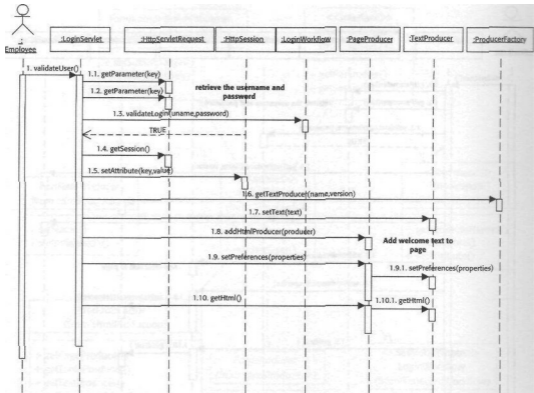 :
Employee
:LoginServlet
:HttpServletRequest
:HttpSession
:LoginWorkflow
:PageProducer
:TextProducer
:ProducerFactory
1. validateUser()
1.1. getParameter(key)
1.2. getParameter(key)
retrieve the username and
password
1.3. validateLogin(uname,password)
TRUE
1.4. getSession()
1.5. setAttribute(key,value)
1.6. getTextProducer(name,version)
1.7. setText(text)
1.8. addHtmlProducer(producer)
Add welcome text to
page
1.9. setPreferences(properties)
1.9.1. setPreferences(properties)
1.10. getHtml()
1.10.1. getHtml()